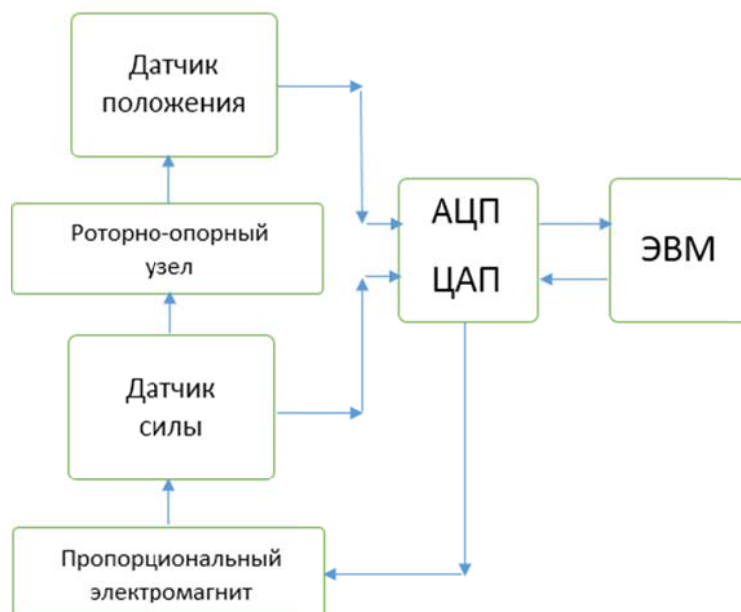 Датчик
положения
Роторно-опорный
узел
Датчик
силы
Пропорциональный
электромагнит
АЦП
ЦАП
ЭВМ